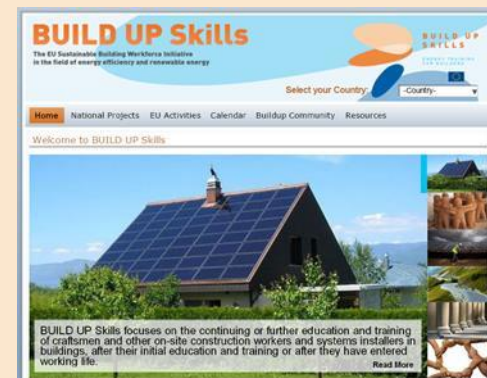 BUILD UP Skills
The EU Sustainable Building Workforce Initiative
in the field of energy efficiency and renewable energy
BUILD UP
SKILLS
ENERGY TRAINING
FOR BUILDERS
Select your Country:
-Country-
Home National Projects EU Activities Calendar Buildup Community Resources
Welcome to BUILD UP Skills
BUILD UP Skills focuses on the continuing or further education and training
of craftsmen and other on-site construction workers and systems installers in
buildings, after their initial education and training or after they have entered
working life.
Read More